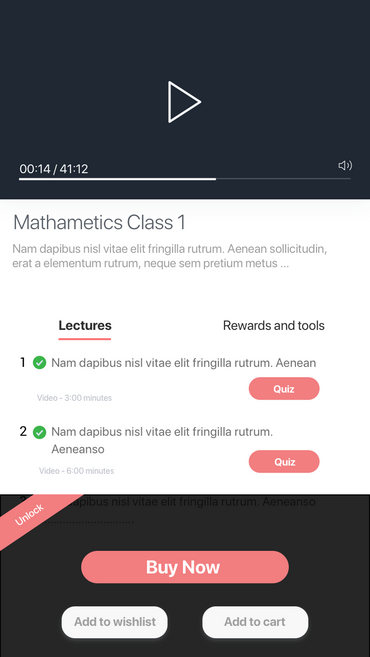 00:14 / 41:12
Mathametics Class 1
Nam dapibus nisl vitae elit fringilla rutrum. Aenean sollicitudin,
erat a elementum rutrum, neque sem pretium metus ...
Lectures
Rewards and tools
1 Nam dapibus nisl vitae elit fringilla rutrum. Aenean
Video - 3:00 minutes
Quiz
2 Nam dapibus nisl vitae elit fringilla rutrum.
Aeneanso
Video - 6:00 minutes
Quiz
dapibus nisl vitae elit fringilla rutrum. Aeneanso
Unlock
Buy Now
Add to wishlist
Add to cart